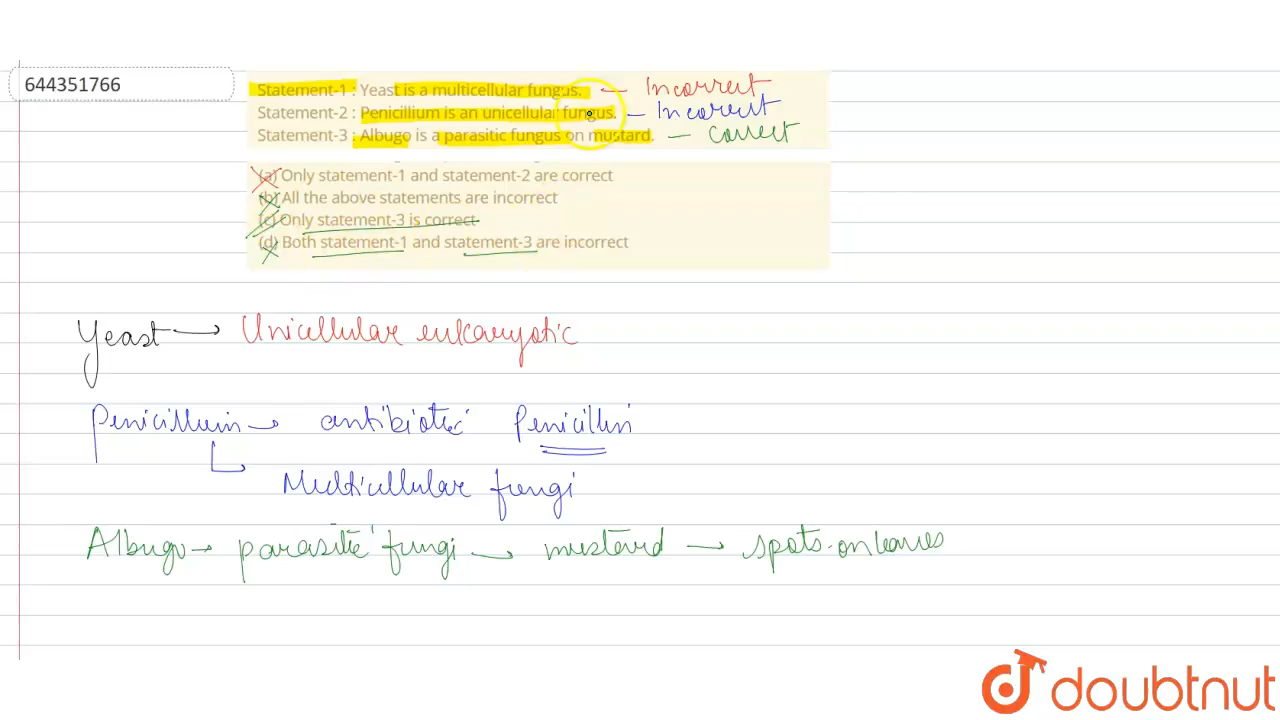 644351766
Statement-1 : Yeast is a multicellular fungus. — Incorrect
Statement-2 : Penicillium is an unicellular fungus. — Incorrect
Statement-3 : Albugo is a parasitic fungus on mustard. — Correct
(a) Only statement-1 and statement-2 are correct
(b) All the above statements are incorrect
(c) Only statement-3 is correct
(d) Both statement-1 and statement-3 are incorrect
Yeast → Unicellular eukaryotic
Penicillium → antibiotic Penicillin
Multicellular fungi
Albugo → parasitic fungi → mustard → spots on leaves
doubtnut